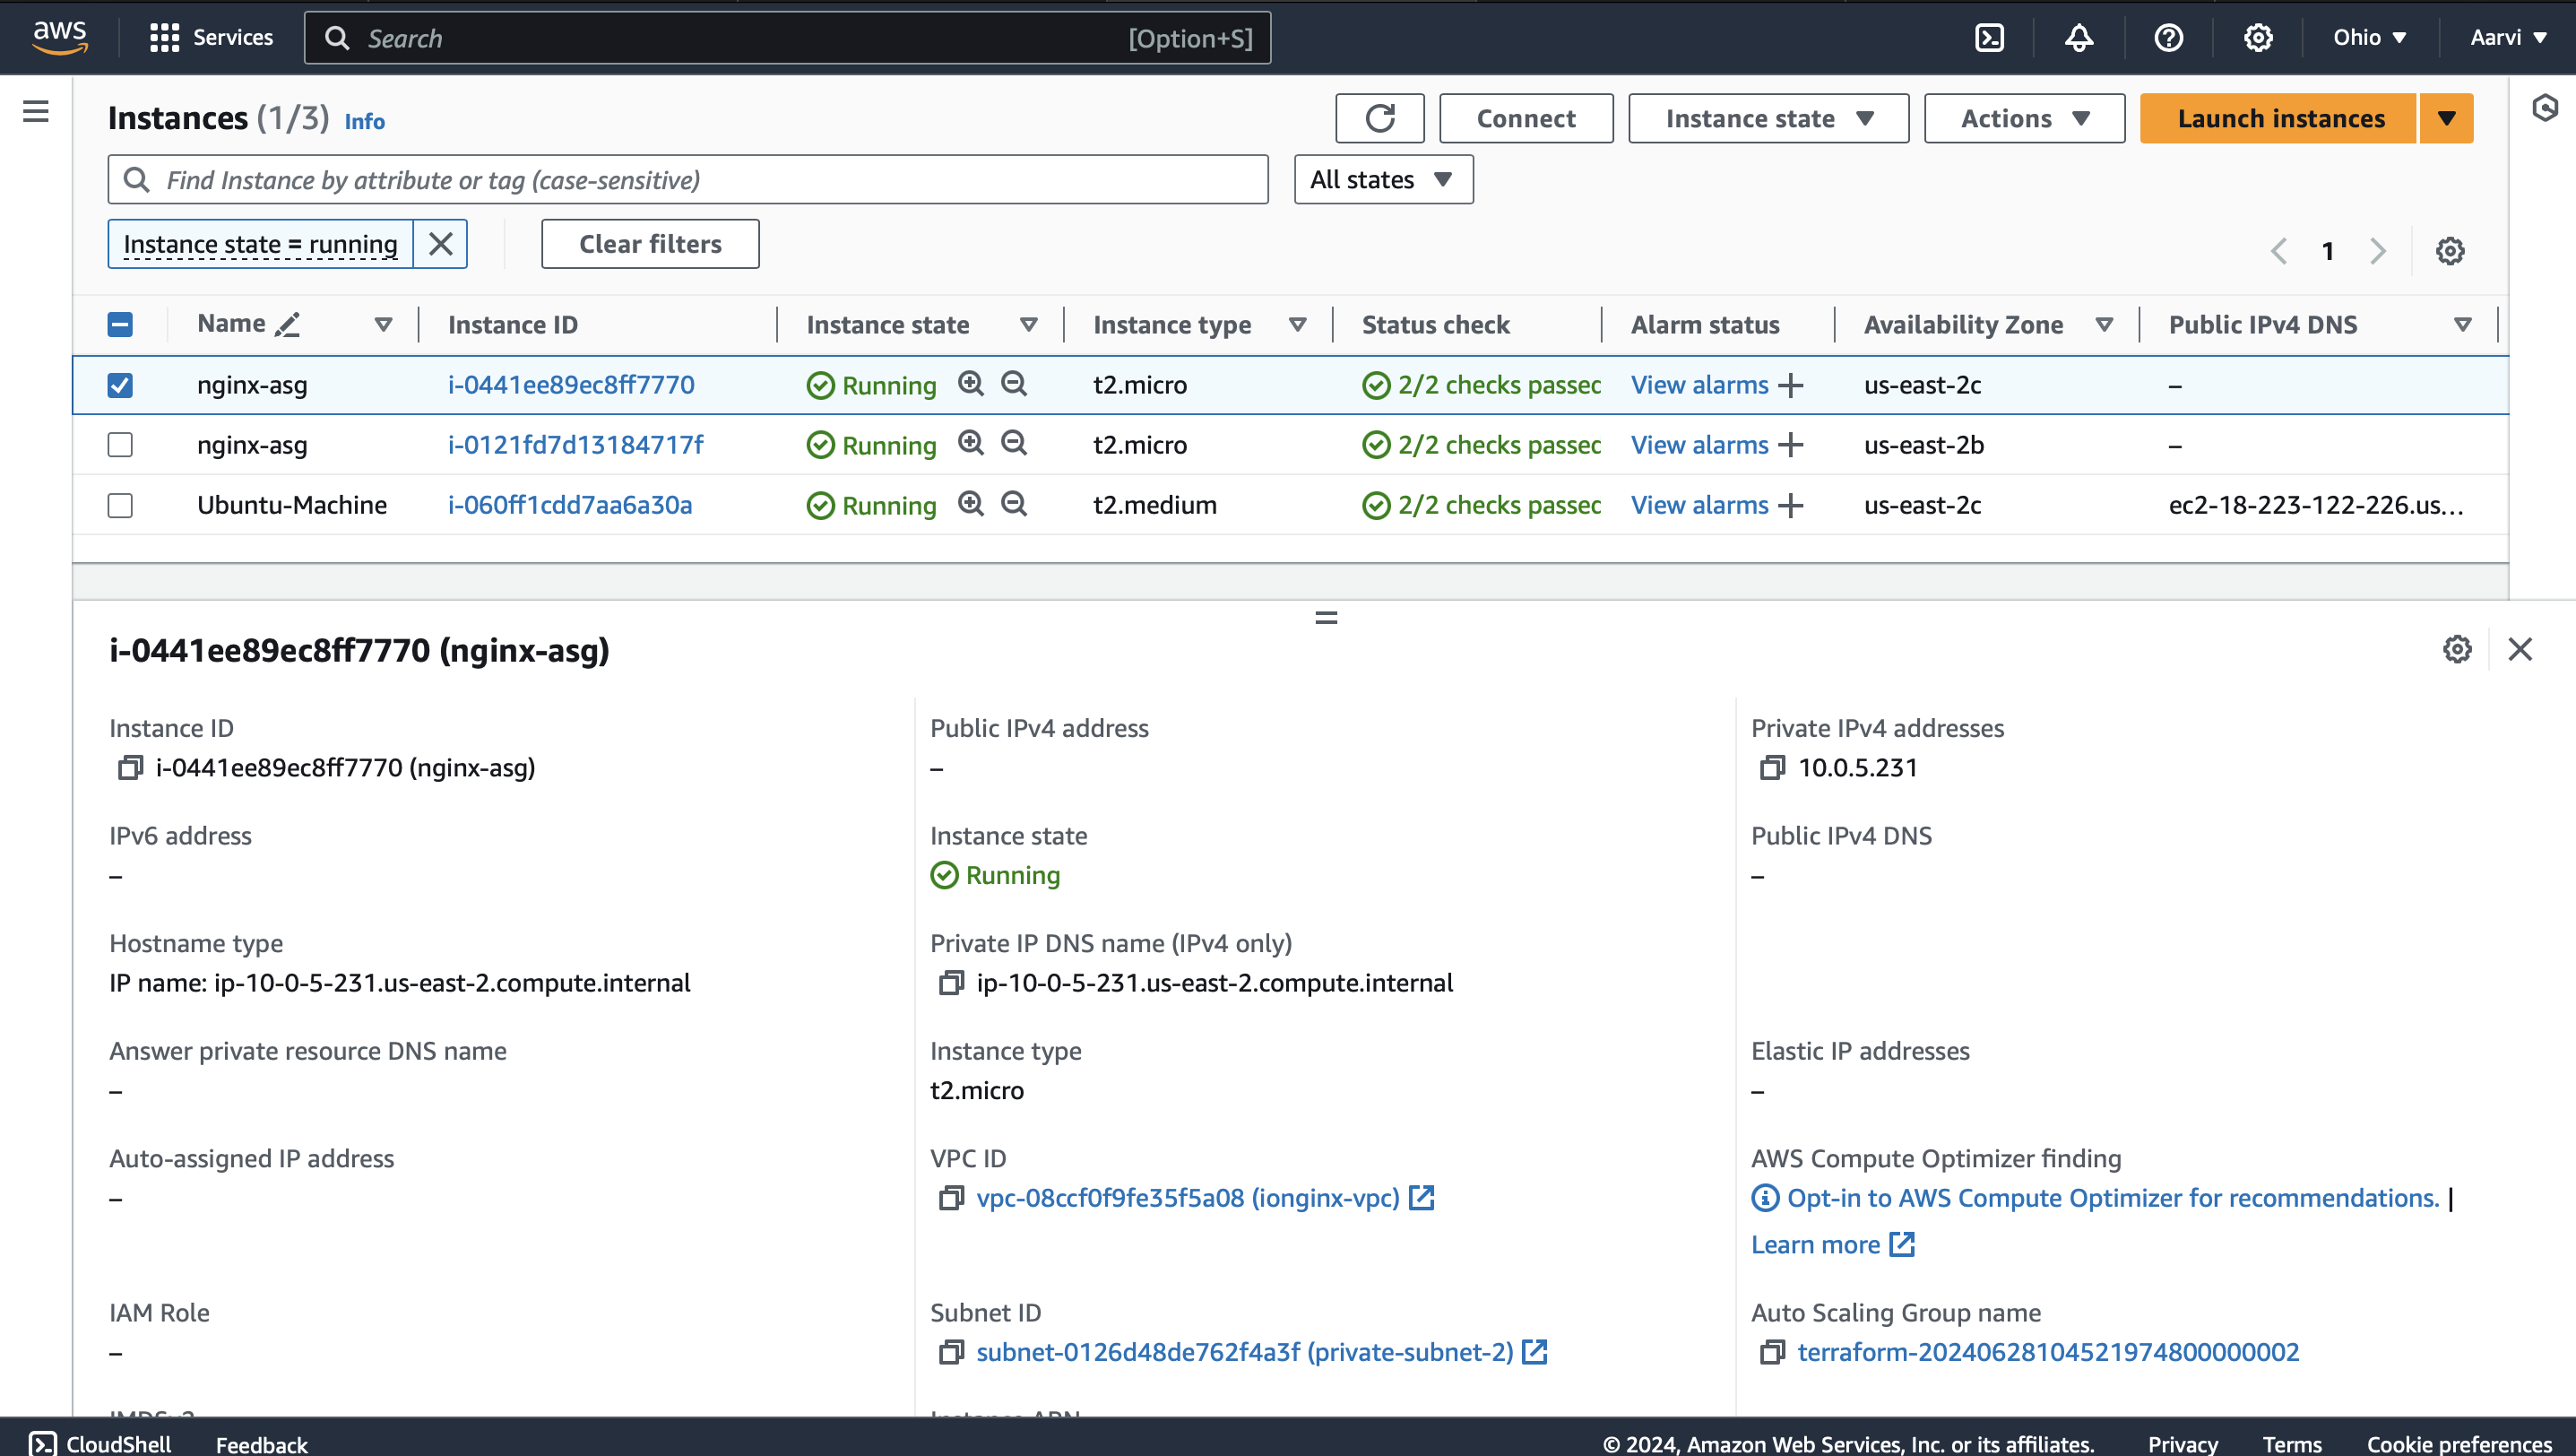 aws Services Search [Option+S] Ohio Aarvi
Instances (1/3) Info Connect Instance state Actions Launch instances
Find Instance by attribute or tag (case-sensitive) All states
Instance state = running Clear filters 1
Name Instance ID Instance state Instance type Status check Alarm status Availability Zone Public IPv4 DNS
nginx-asg i-0441ee89ec8ff7770 Running t2.micro 2/2 checks passec View alarms + us-east-2c –
nginx-asg i-0121fd7d13184717f Running t2.micro 2/2 checks passec View alarms + us-east-2b –
Ubuntu-Machine i-060ff1cdd7aa6a30a Running t2.medium 2/2 checks passec View alarms + us-east-2c ec2-18-223-122-226.us...
i-0441ee89ec8ff7770 (nginx-asg)
Instance ID Public IPv4 address Private IPv4 addresses
i-0441ee89ec8ff7770 (nginx-asg) – 10.0.5.231
IPv6 address Instance state Public IPv4 DNS
– Running –
Hostname type Private IP DNS name (IPv4 only)
IP name: ip-10-0-5-231.us-east-2.compute.internal ip-10-0-5-231.us-east-2.compute.internal
Answer private resource DNS name Instance type Elastic IP addresses
– t2.micro –
Auto-assigned IP address VPC ID AWS Compute Optimizer finding
– vpc-08ccf0f9fe35f5a08 (ionginx-vpc) Opt-in to AWS Compute Optimizer for recommendations. |
Learn more
IAM Role Subnet ID Auto Scaling Group name
– subnet-0126d48de762f4a3f (private-subnet-2) terraform-20240628104521974800000002
CloudShell Feedback © 2024, Amazon Web Services, Inc. or its affiliates. Privacy Terms Cookie preferences